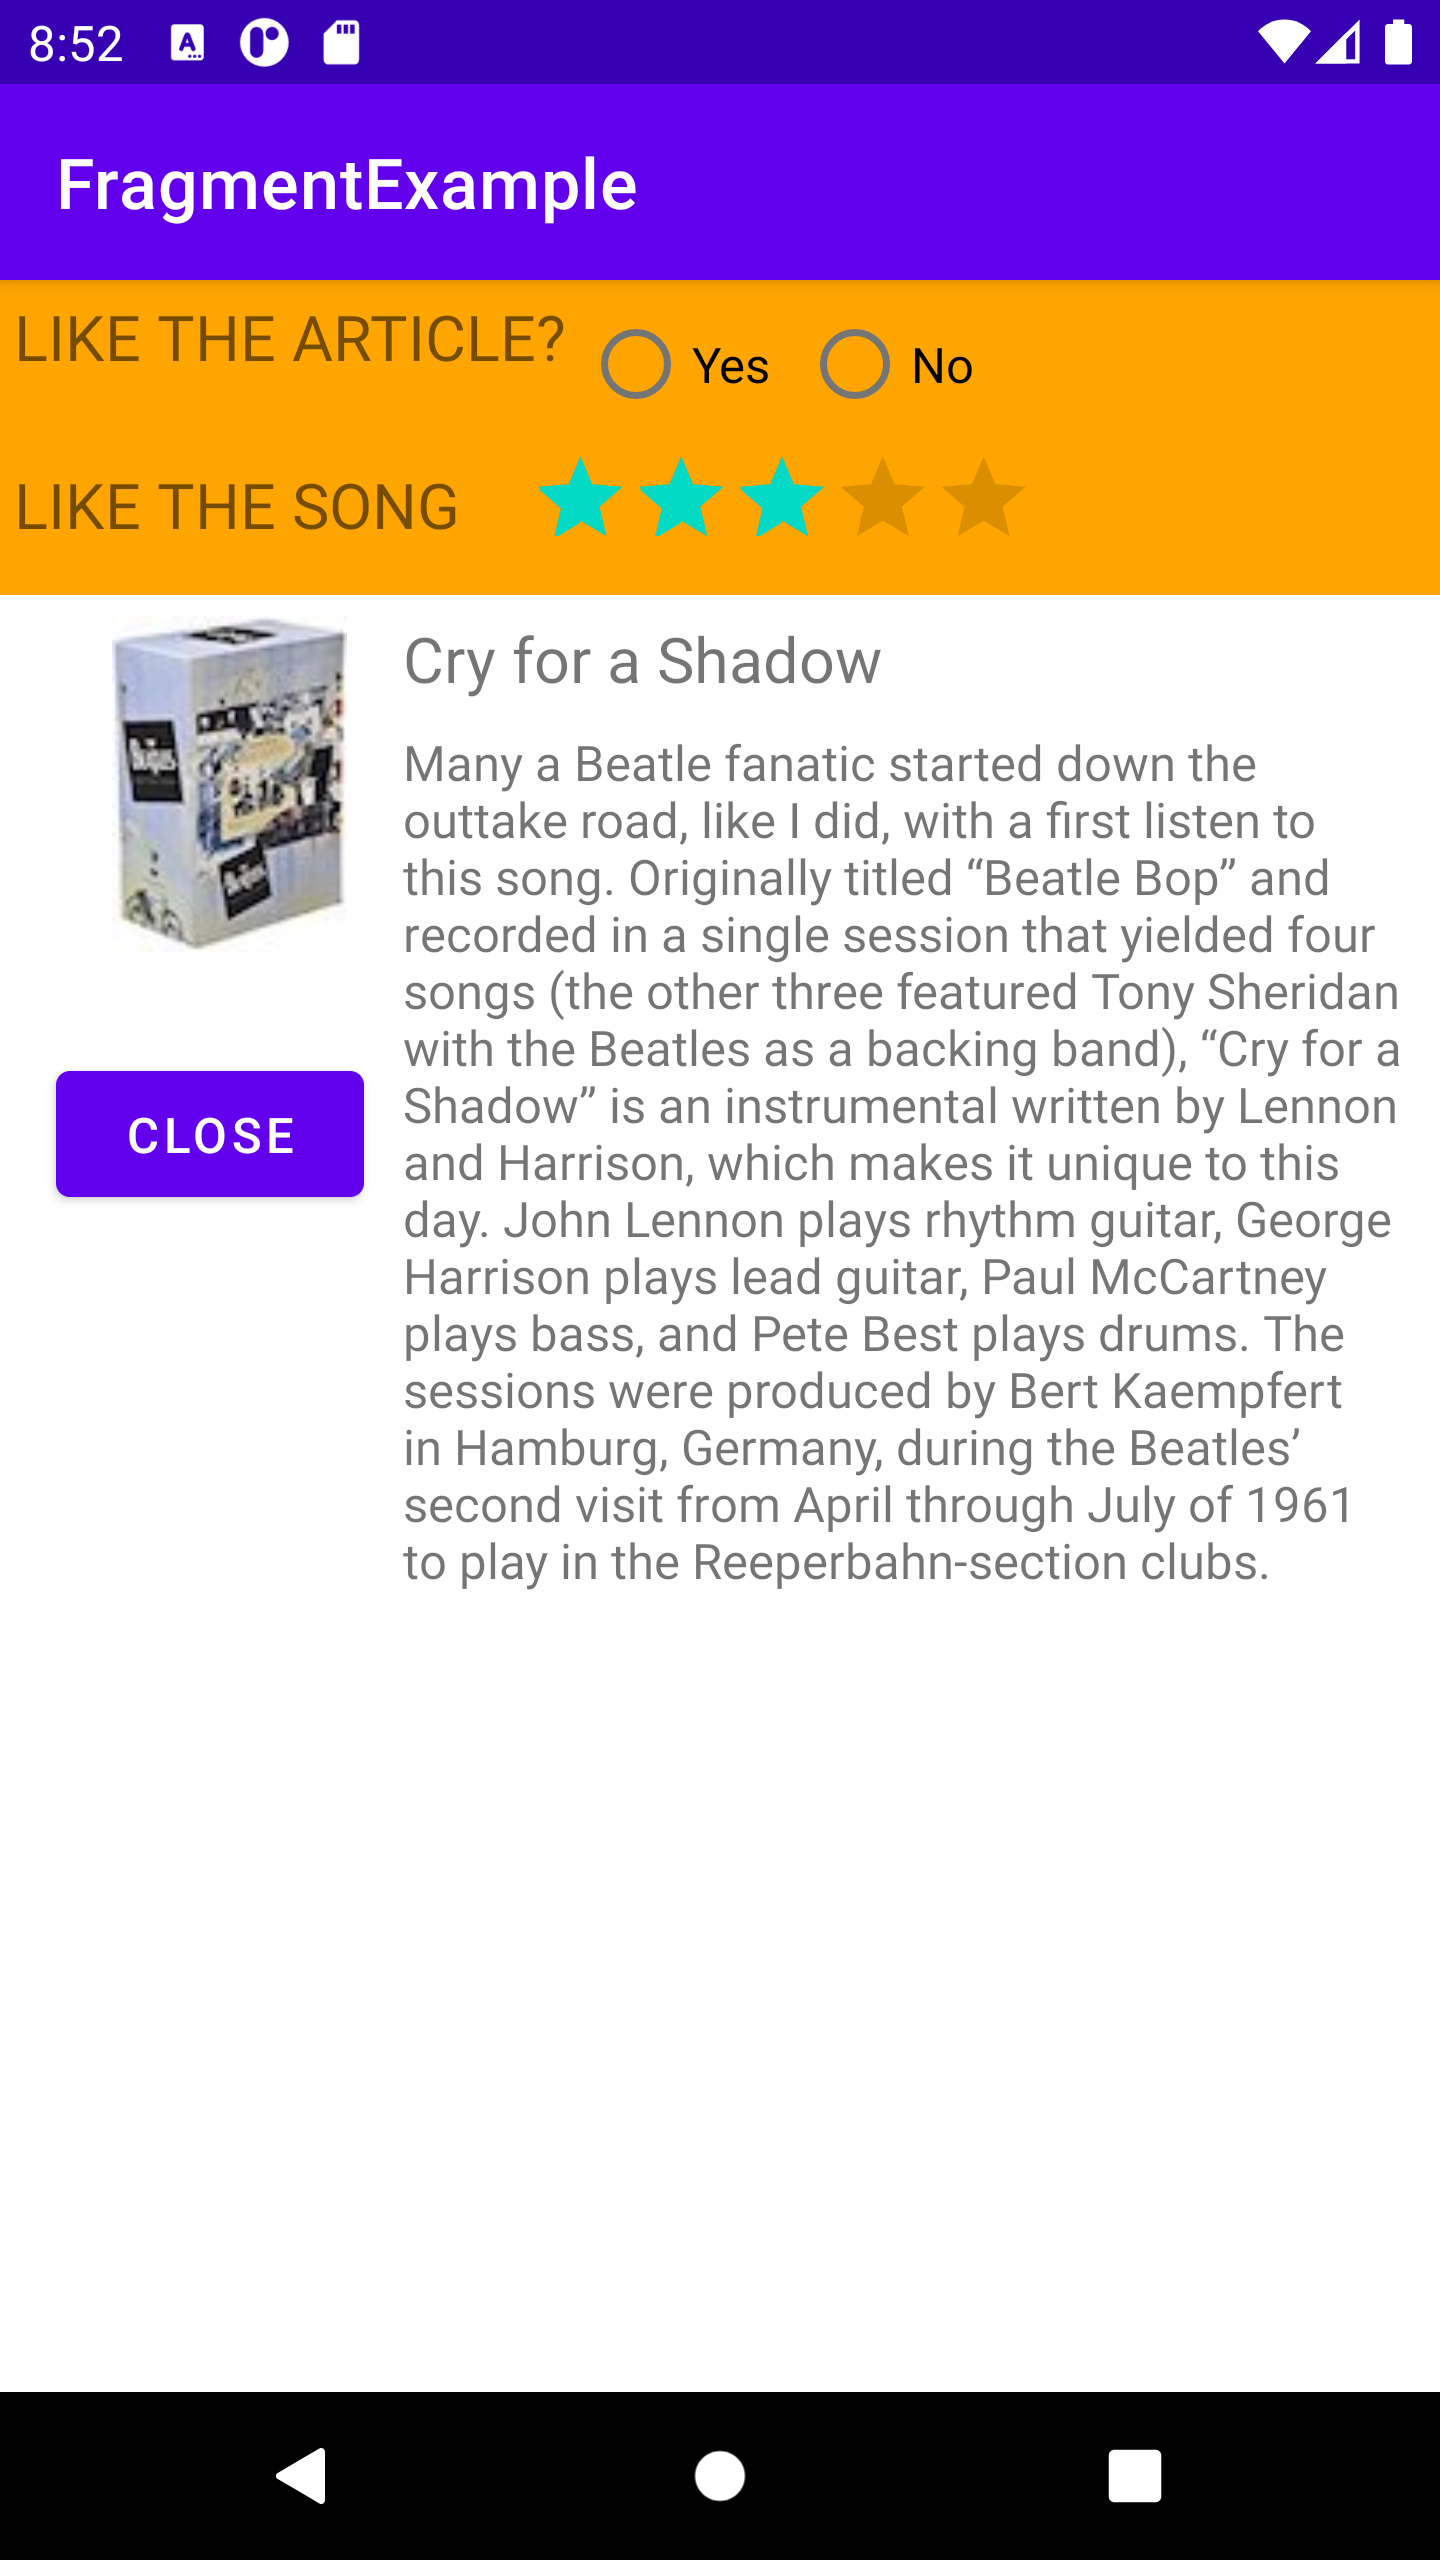 8:52
FragmentExample
LIKE THE ARTICLE?
Yes
No
LIKE THE SONG
Cry for a Shadow
Many a Beatle fanatic started down the
outtake road, like I did, with a first listen to
this song. Originally titled “Beatle Bop” and
recorded in a single session that yielded four
songs (the other three featured Tony Sheridan
with the Beatles as a backing band), “Cry for a
Shadow” is an instrumental written by Lennon
and Harrison, which makes it unique to this
day. John Lennon plays rhythm guitar, George
Harrison plays lead guitar, Paul McCartney
plays bass, and Pete Best plays drums. The
sessions were produced by Bert Kaempfert
in Hamburg, Germany, during the Beatles’
second visit from April through July of 1961
to play in the Reeperbahn-section clubs.
CLOSE